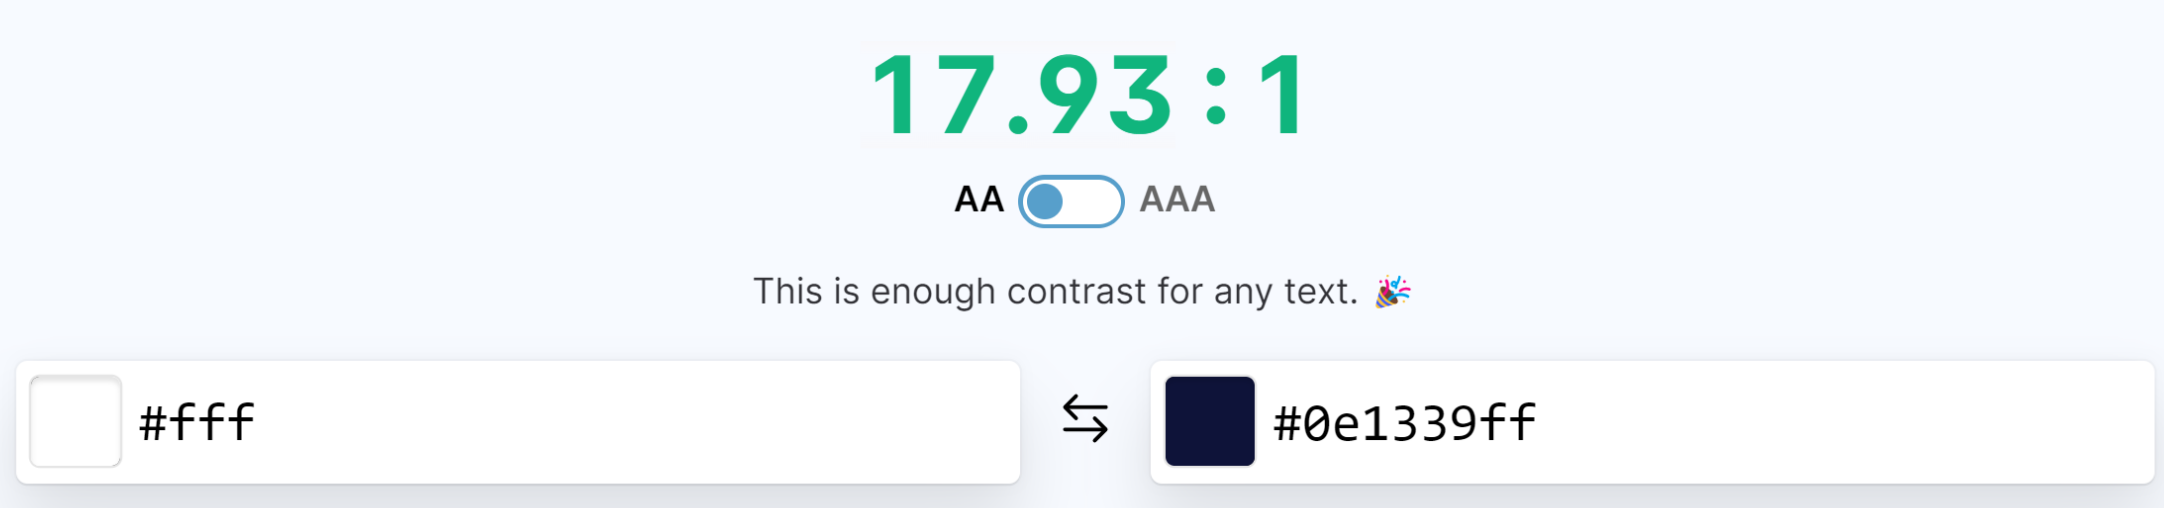 17.93:1
AA AAA
This is enough contrast for any text. 🎉
#fff
#0e1339ff